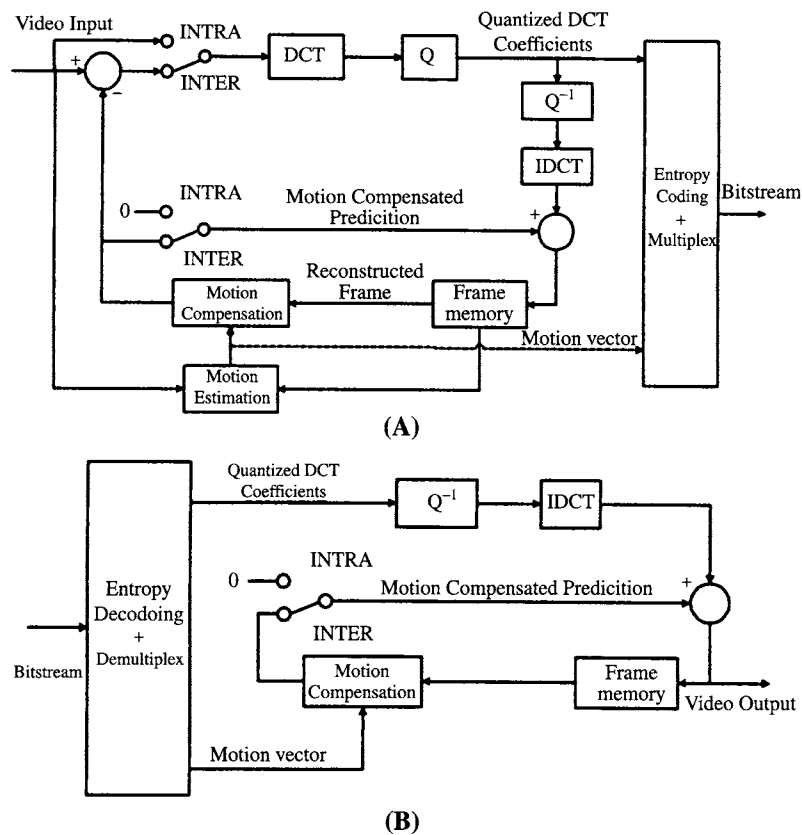 Video Input
INTRA
+
−
INTER
DCT
Q
Quantized DCT
Coefficients
Q⁻¹
IDCT
Entropy
Coding
+
Multiplex
Bitstream
0
INTRA
INTER
Motion Compensated
Predicition
+
Motion
Compensation
Reconstructed
Frame
Frame
memory
Motion vector
Motion
Estimation
(A)
Quantized DCT
Coefficients
Q⁻¹
IDCT
Entropy
Decodoing
+
Demultiplex
Bitstream
0
INTRA
INTER
Motion Compensated Predicition
+
Motion
Compensation
Frame
memory
Video Output
Motion vector
(B)